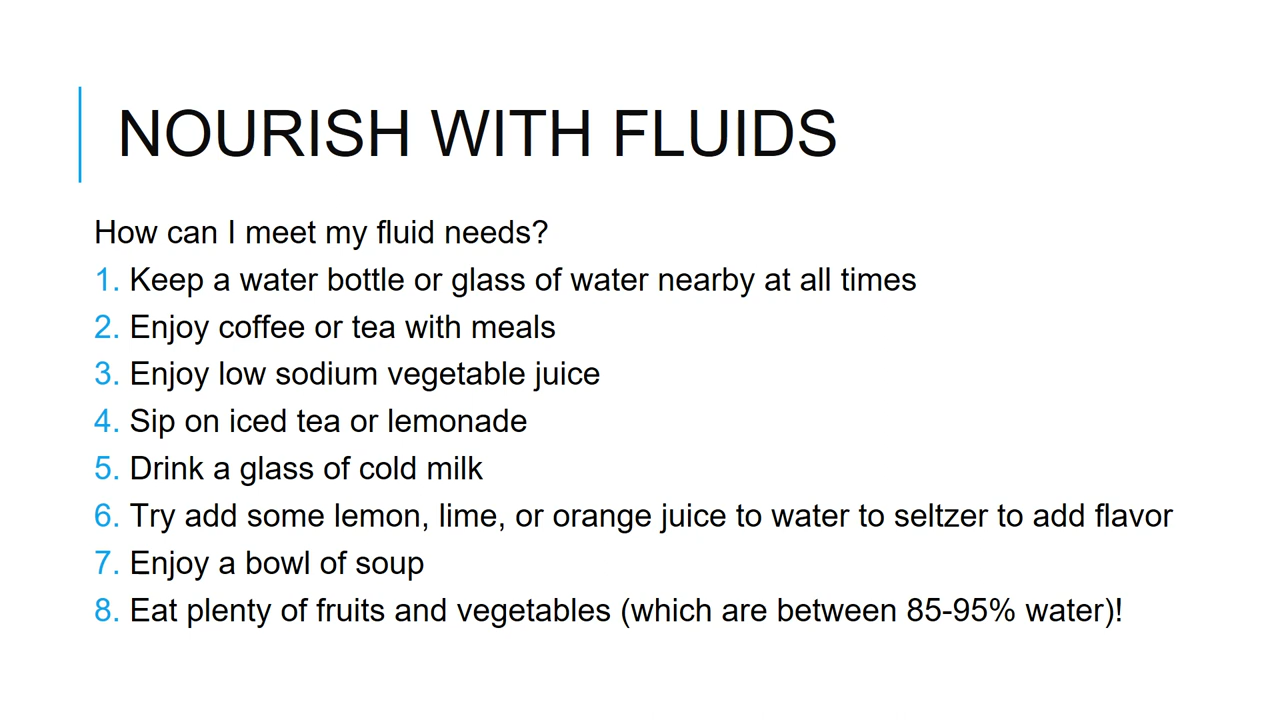 NOURISH WITH FLUIDS
How can I meet my fluid needs?
1. Keep a water bottle or glass of water nearby at all times
2. Enjoy coffee or tea with meals
3. Enjoy low sodium vegetable juice
4. Sip on iced tea or lemonade
5. Drink a glass of cold milk
6. Try add some lemon, lime, or orange juice to water to seltzer to add flavor
7. Enjoy a bowl of soup
8. Eat plenty of fruits and vegetables (which are between 85-95% water)!